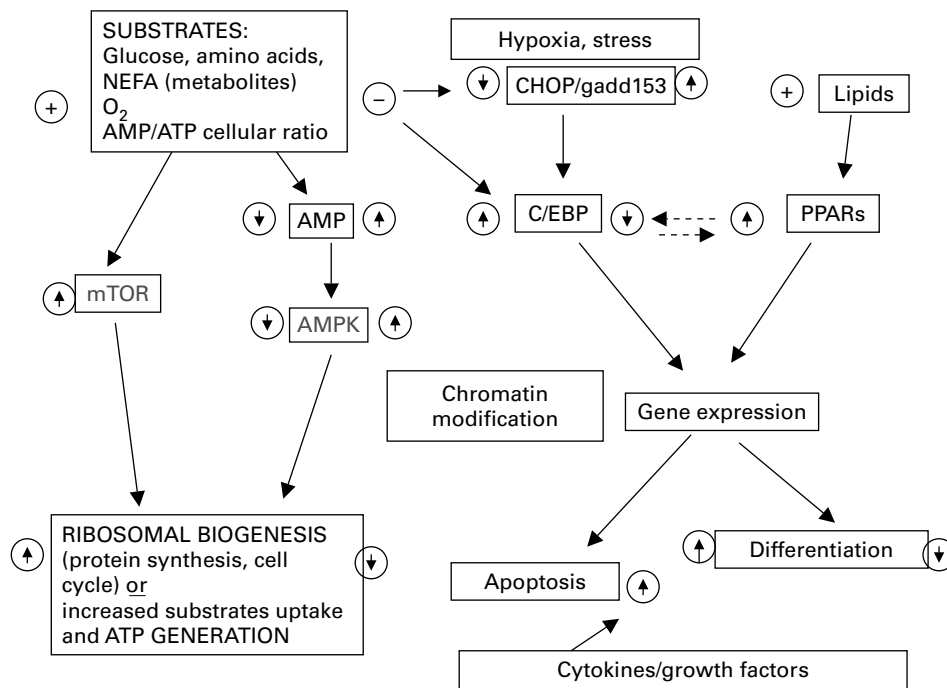 SUBSTRATES:
Glucose, amino acids,
NEFA (metabolites)
O2
AMP/ATP cellular ratio
+
−
Hypoxia, stress
CHOP/gadd153
+
Lipids
AMP
C/EBP
PPARs
mTOR
AMPK
Chromatin
modification
Gene expression
RIBOSOMAL BIOGENESIS
(protein synthesis, cell
cycle) or
increased substrates uptake
and ATP GENERATION
Differentiation
Apoptosis
Cytokines/growth factors